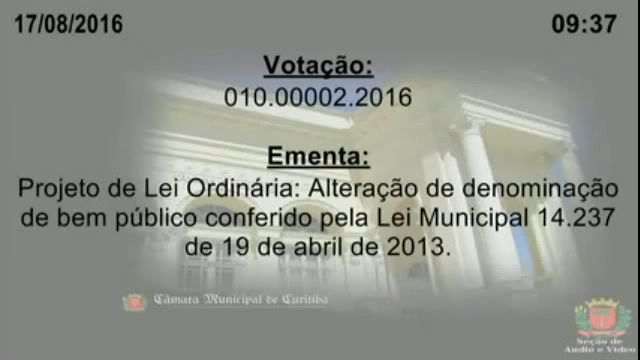 17/08/2016 09:37
Votação:
010.00002.2016
Ementa:
Projeto de Lei Ordinária: Alteração de denominação
de bem público conferido pela Lei Municipal 14.237
de 19 de abril de 2013.
Câmara Municipal de Curitiba
Seção de
Áudio e Vídeo